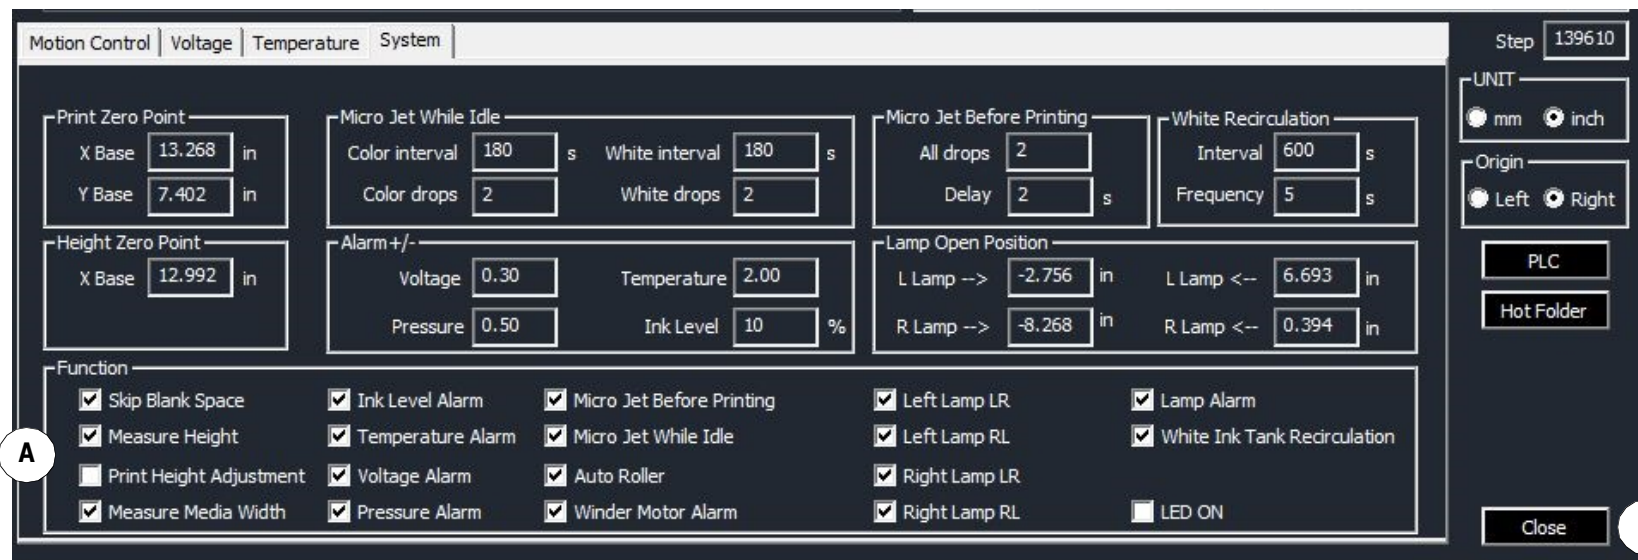 Motion Control Voltage Temperature System
Step 139610
UNIT
mm inch
Origin
Left Right
PLC
Hot Folder
Close
Print Zero Point
X Base 13.268 in
Y Base 7.402 in
Micro Jet While Idle
Color interval 180 s White interval 180 s
Color drops 2 White drops 2
Micro Jet Before Printing
All drops 2
Delay 2 s
White Recirculation
Interval 600 s
Frequency 5 s
Height Zero Point
X Base 12.992 in
Alarm+/-
Voltage 0.30 Temperature 2.00
Pressure 0.50 Ink Level 10 %
Lamp Open Position
L Lamp --> -2.756 in L Lamp <-- 6.693 in
R Lamp --> -8.268 in R Lamp <-- 0.394 in
Function
Skip Blank Space Ink Level Alarm Micro Jet Before Printing Left Lamp LR Lamp Alarm
Measure Height Temperature Alarm Micro Jet While Idle Left Lamp RL White Ink Tank Recirculation
A
Print Height Adjustment Voltage Alarm Auto Roller Right Lamp LR
Measure Media Width Pressure Alarm Winder Motor Alarm Right Lamp RL LED ON